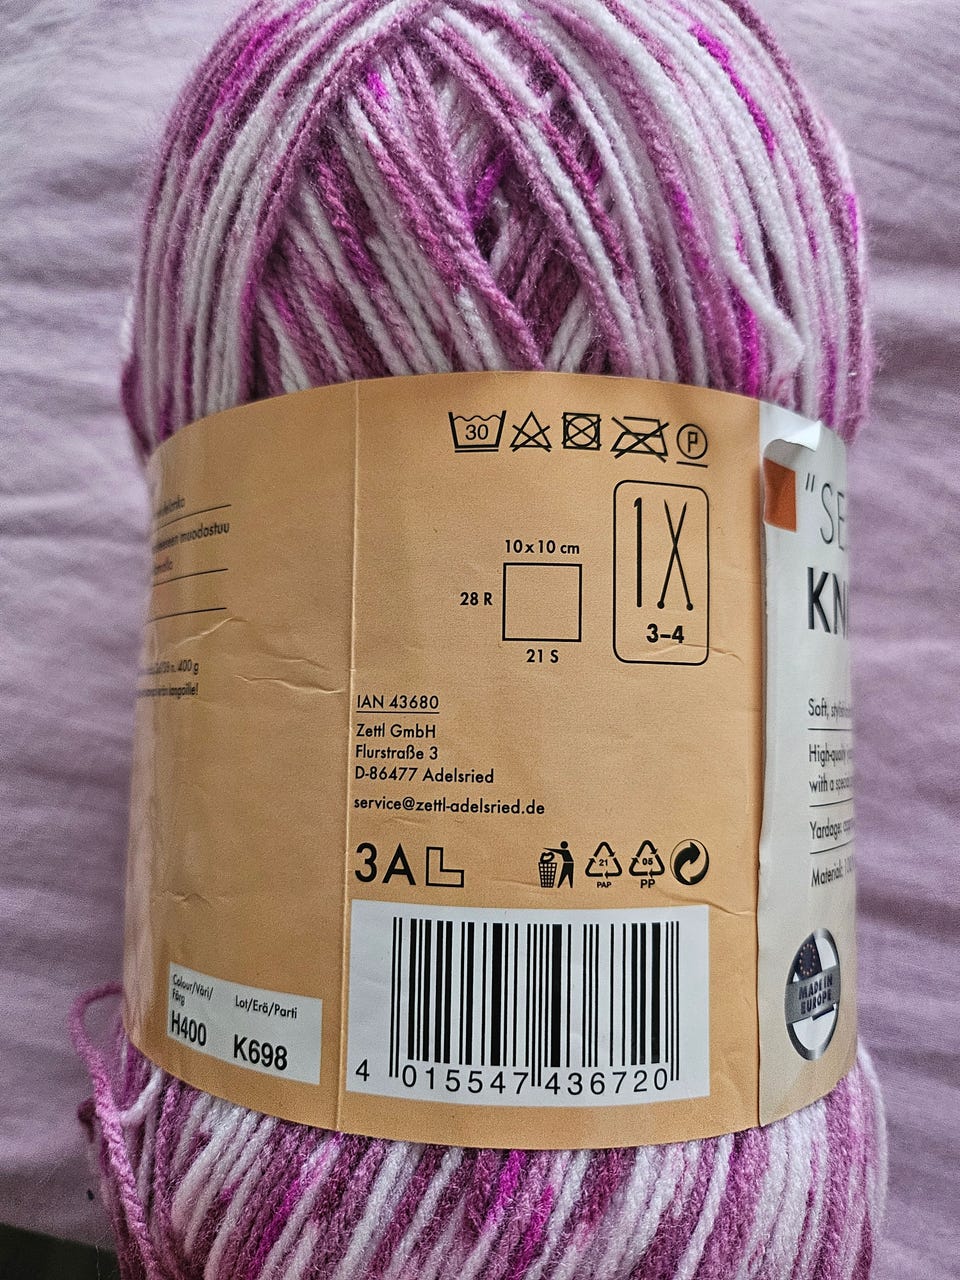 30
P
10 x 10 cm
28 R
21 S
3–4
muodostuu
400 g
langoille!
IAN 43680
Zettl GmbH
Flurstraße 3
D-86477 Adelsried
service@zettl-adelsried.de
3A
21
PAP
05
PP
Colour/Väri/
Färg
H400
Lot/Erä/Parti
K698
4 015547 436720
"SE
KN
Soft,
High-quality
with a
Yardage:
Material:
MADE IN
EUROPE